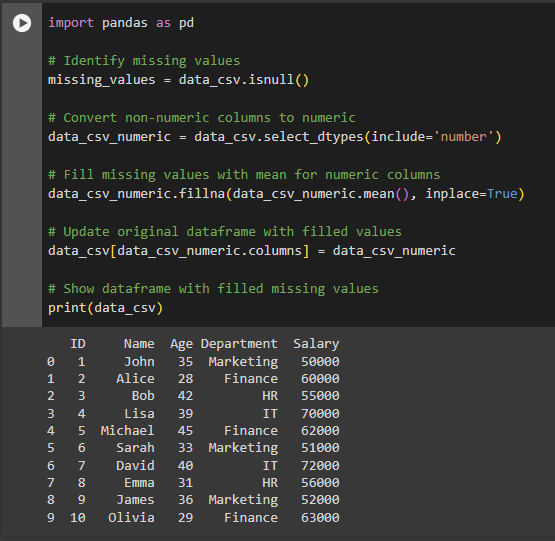 import pandas as pd
# Identify missing values
missing_values = data_csv.isnull()
# Convert non-numeric columns to numeric
data_csv_numeric = data_csv.select_dtypes(include='number')
# Fill missing values with mean for numeric columns
data_csv_numeric.fillna(data_csv_numeric.mean(), inplace=True)
# Update original dataframe with filled values
data_csv[data_csv_numeric.columns] = data_csv_numeric
# Show dataframe with filled missing values
print(data_csv)
ID Name Age Department Salary
0 1 John 35 Marketing 50000
1 2 Alice 28 Finance 60000
2 3 Bob 42 HR 55000
3 4 Lisa 39 IT 70000
4 5 Michael 45 Finance 62000
5 6 Sarah 33 Marketing 51000
6 7 David 40 IT 72000
7 8 Emma 31 HR 56000
8 9 James 36 Marketing 52000
9 10 Olivia 29 Finance 63000